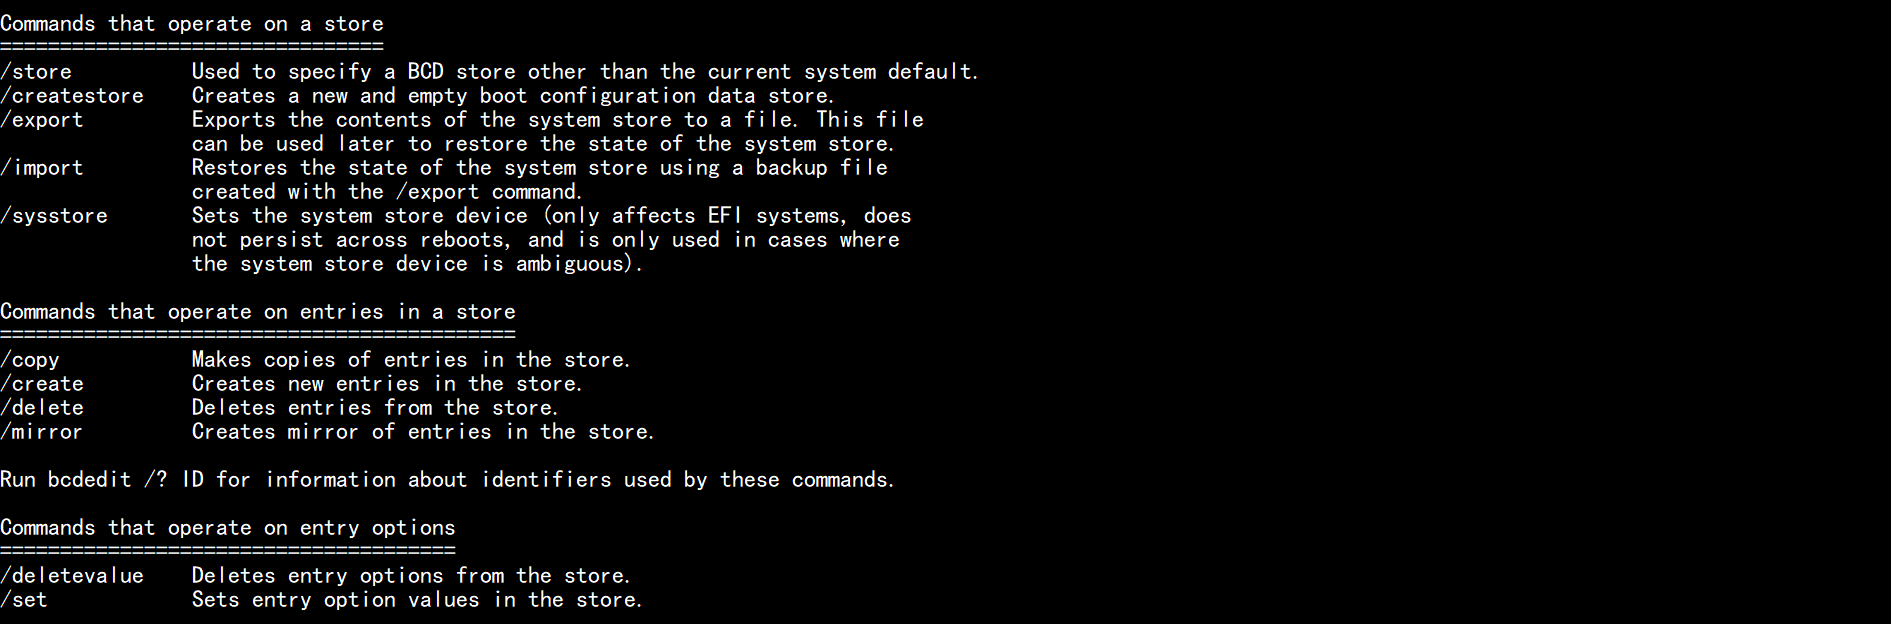 Commands that operate on a store
================================
/store          Used to specify a BCD store other than the current system default.
/createstore    Creates a new and empty boot configuration data store.
/export         Exports the contents of the system store to a file. This file
                can be used later to restore the state of the system store.
/import         Restores the state of the system store using a backup file
                created with the /export command.
/sysstore       Sets the system store device (only affects EFI systems, does
                not persist across reboots, and is only used in cases where
                the system store device is ambiguous).

Commands that operate on entries in a store
===========================================
/copy           Makes copies of entries in the store.
/create         Creates new entries in the store.
/delete         Deletes entries from the store.
/mirror         Creates mirror of entries in the store.

Run bcdedit /? ID for information about identifiers used by these commands.

Commands that operate on entry options
======================================
/deletevalue    Deletes entry options from the store.
/set            Sets entry option values in the store.